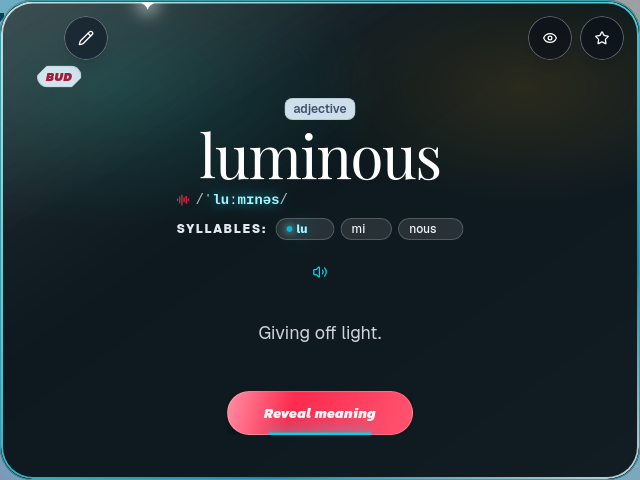 BUD
adjective
luminous
/ˈluːmɪnəs/
SYLLABLES: lu mi nous
Giving off light.
Reveal meaning